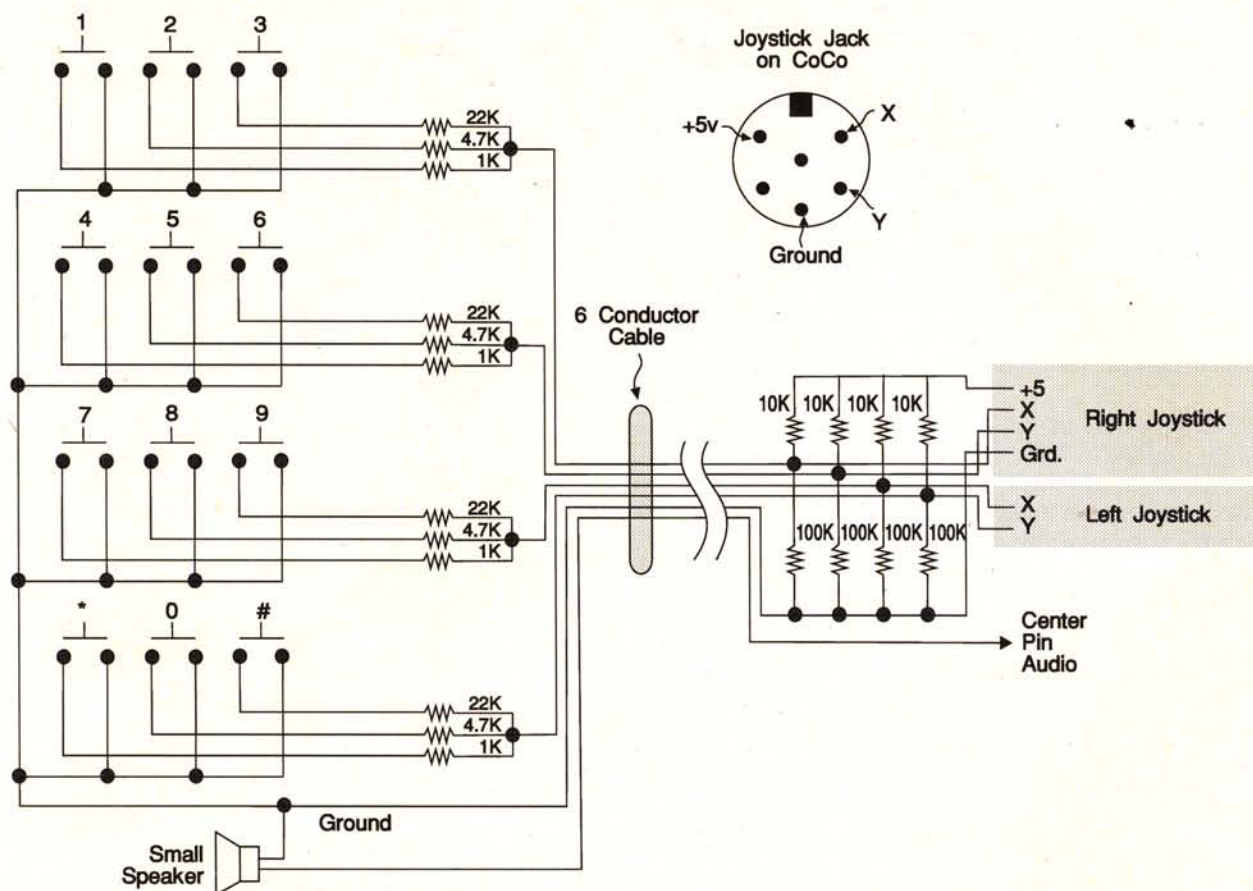 1 2 3
22K
4.7K
1K
Joystick Jack
on CoCo
+5v
X
Y
Ground
4 5 6
22K
4.7K
1K
6 Conductor
Cable
7 8 9
22K
4.7K
1K
10K 10K 10K 10K
+5
X
Y
Grd.
Right Joystick
X
Y
Left Joystick
100K 100K 100K 100K
Center
Pin
Audio
* 0 #
22K
4.7K
1K
Ground
Small
Speaker